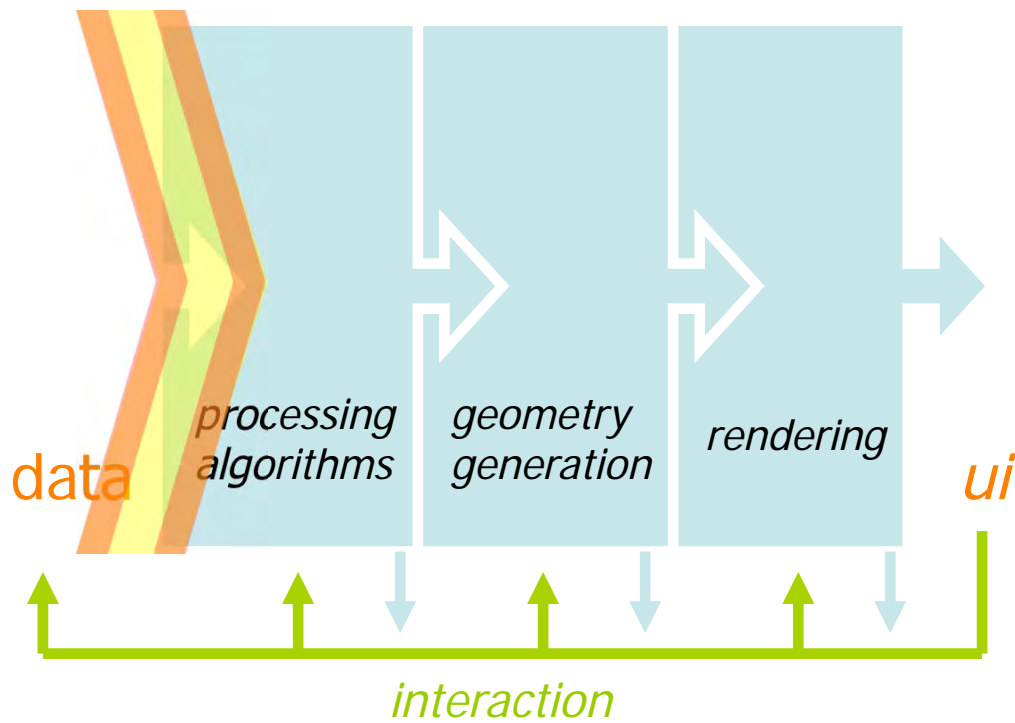 processing
algorithms
geometry
generation
rendering
data
ui
interaction